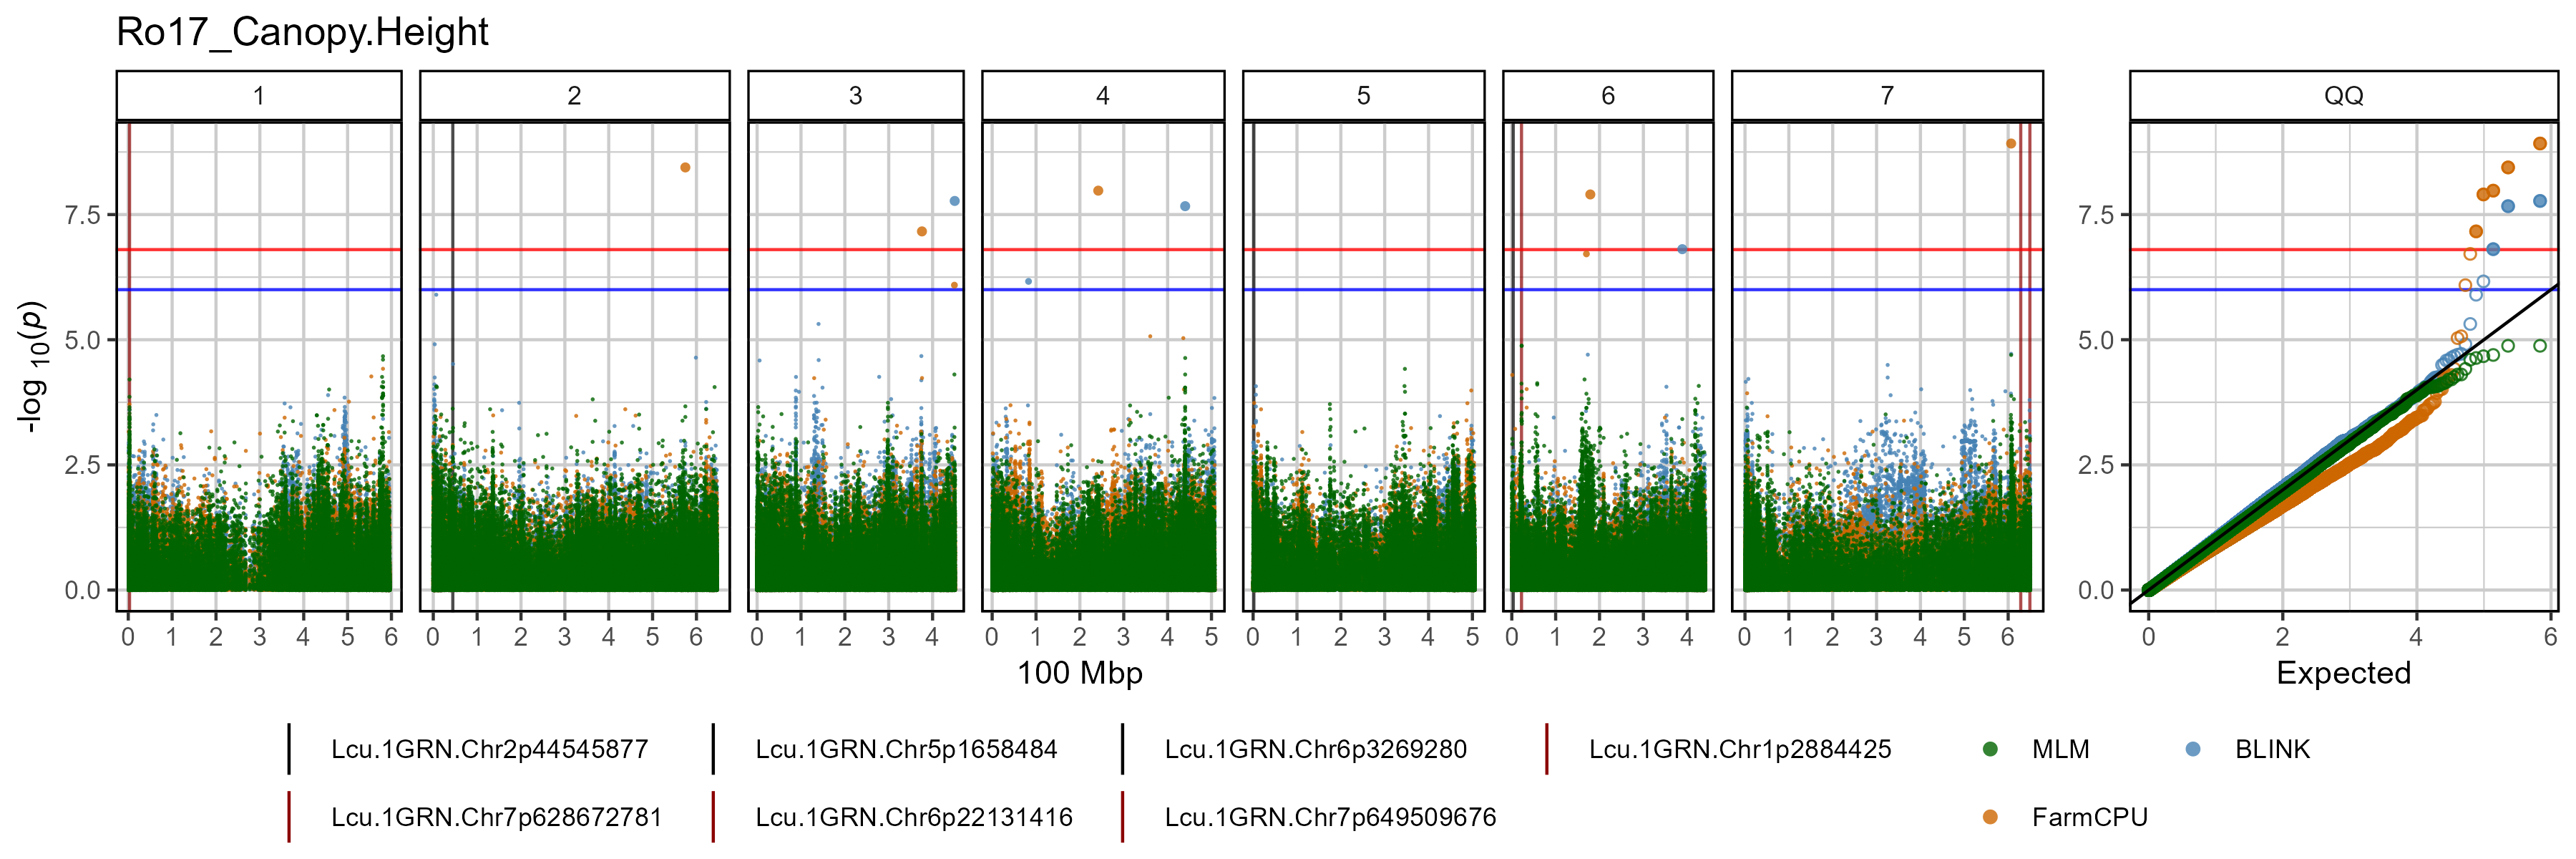 Ro17_Canopy.Height
1 2 3 4 5 6 7 QQ
7.5 7.5
5.0 5.0
2.5 2.5
0.0 0.0
-log 10(p)
0 1 2 3 4 5 6 0 1 2 3 4 5 6 0 1 2 3 4 0 1 2 3 4 5 0 1 2 3 4 5 0 1 2 3 4 0 1 2 3 4 5 6 0 2 4 6
100 Mbp Expected
Lcu.1GRN.Chr2p44545877 Lcu.1GRN.Chr5p1658484 Lcu.1GRN.Chr6p3269280 Lcu.1GRN.Chr1p2884425 MLM BLINK
Lcu.1GRN.Chr7p628672781 Lcu.1GRN.Chr6p22131416 Lcu.1GRN.Chr7p649509676 FarmCPU